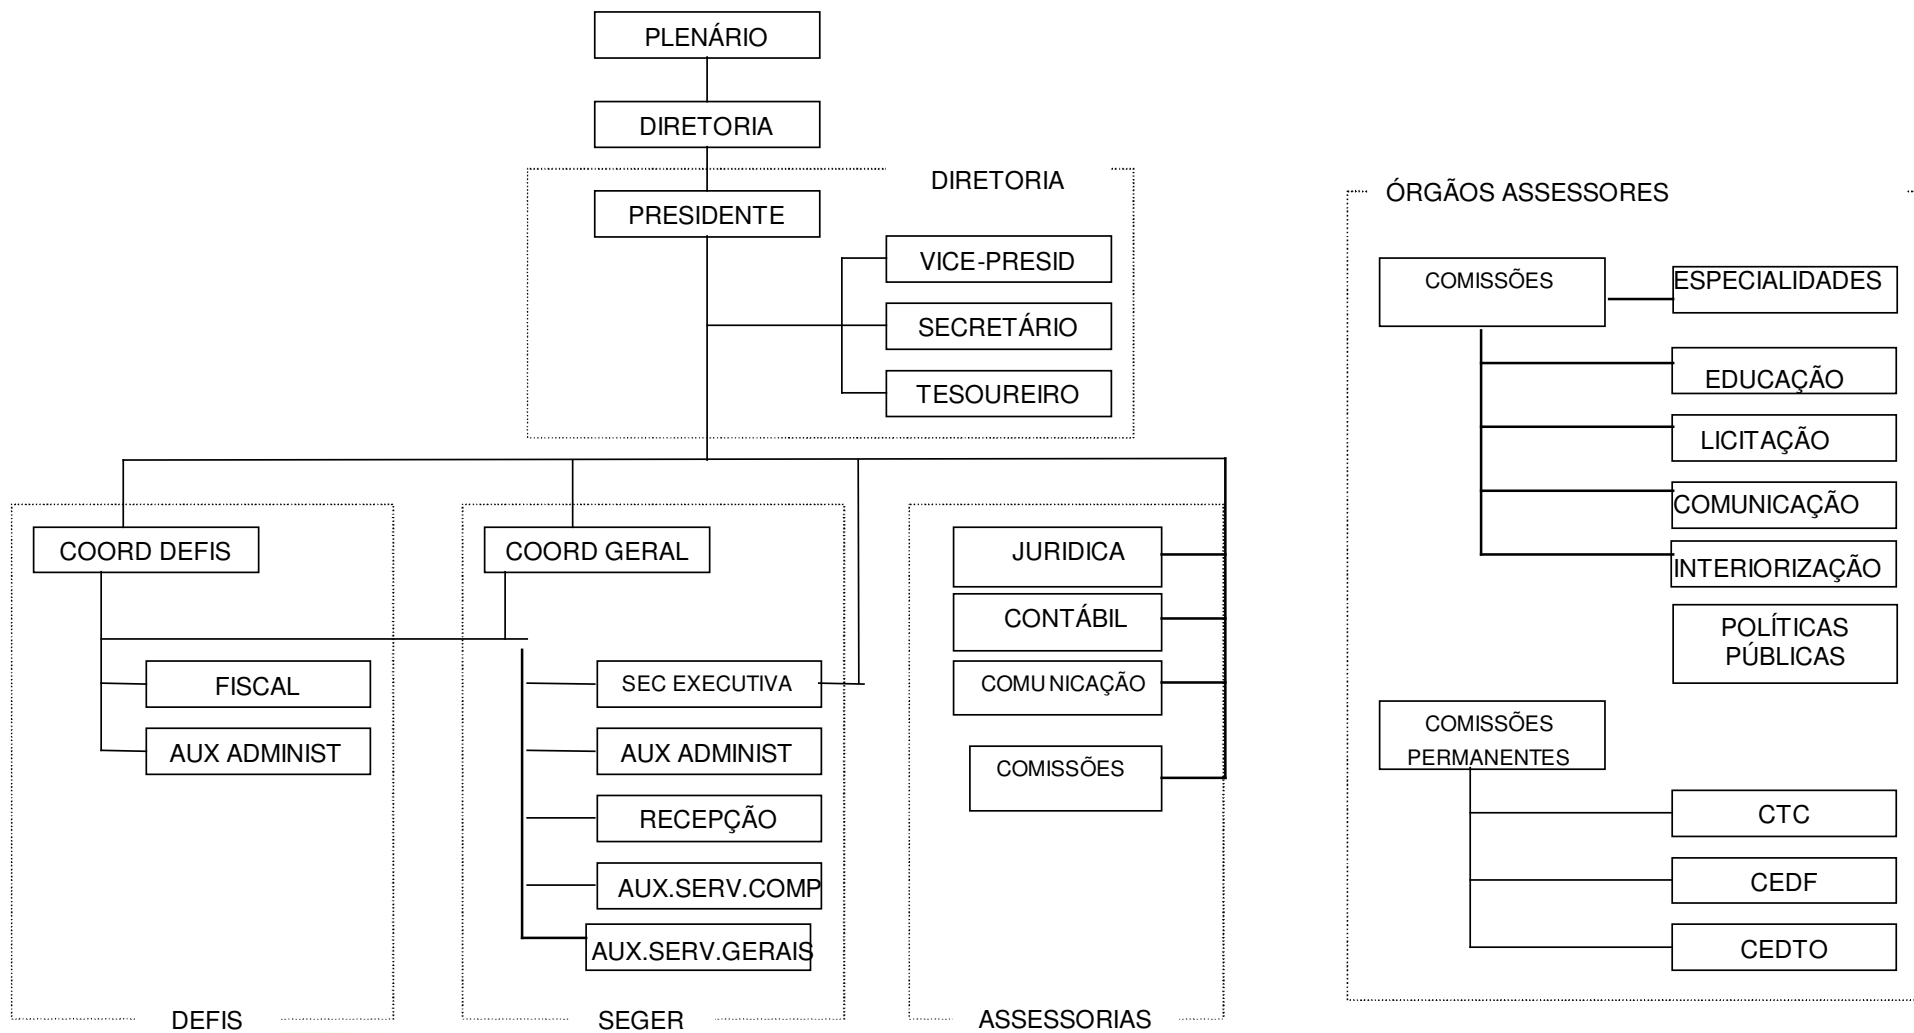 PLENÁRIO
DIRETORIA
DIRETORIA
PRESIDENTE
VICE-PRESID
SECRETÁRIO
TESOUREIRO
COORD DEFIS
FISCAL
AUX ADMINIST
DEFIS
COORD GERAL
SEC EXECUTIVA
AUX ADMINIST
RECEPÇÃO
AUX.SERV.COMP
AUX.SERV.GERAIS
SEGER
JURIDICA
CONTÁBIL
COMUNICAÇÃO
COMISSÕES
ASSESSORIAS
ÓRGÃOS ASSESSORES
COMISSÕES
ESPECIALIDADES
EDUCAÇÃO
LICITAÇÃO
COMUNICAÇÃO
INTERIORIZAÇÃO
POLÍTICAS
PÚBLICAS
COMISSÕES
PERMANENTES
CTC
CEDF
CEDTO